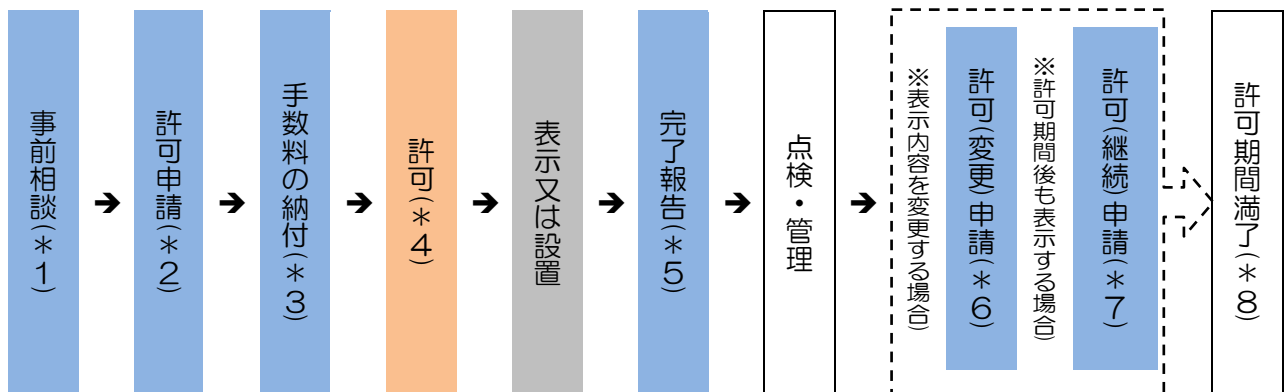 事前相談(＊１)
➔
許可申請(＊２)
➔
手数料の納付(＊３)
➔
許可(＊４)
➔
表示又は設置
➔
完了報告(＊５)
➔
点検・管理
➔
※表示内容を変更する場合)
許可(変更)申請(＊６)
※許可期間後も表示する場合)
許可(継続)申請(＊７)
許可期間満了(＊８)